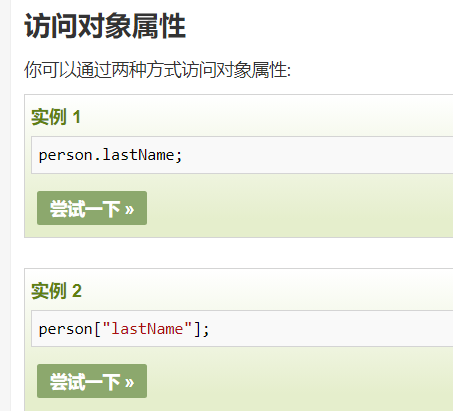 访问对象属性
你可以通过两种方式访问对象属性:
实例 1
person.lastName;
尝试一下 »
实例 2
person["lastName"];
尝试一下 »